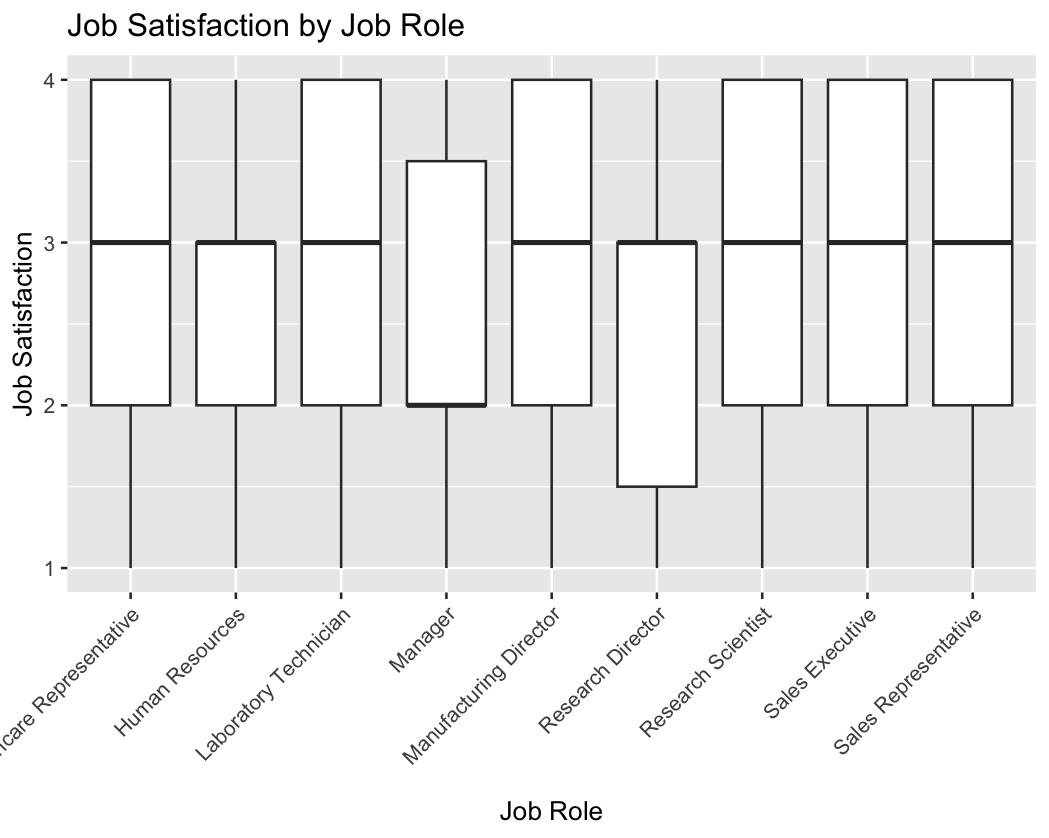 Job Satisfaction by Job Role
Job Satisfaction
4
3
2
1
Representative
Human Resources
Laboratory Technician
Manager
Manufacturing Director
Research Director
Research Scientist
Sales Executive
Sales Representative
Job Role